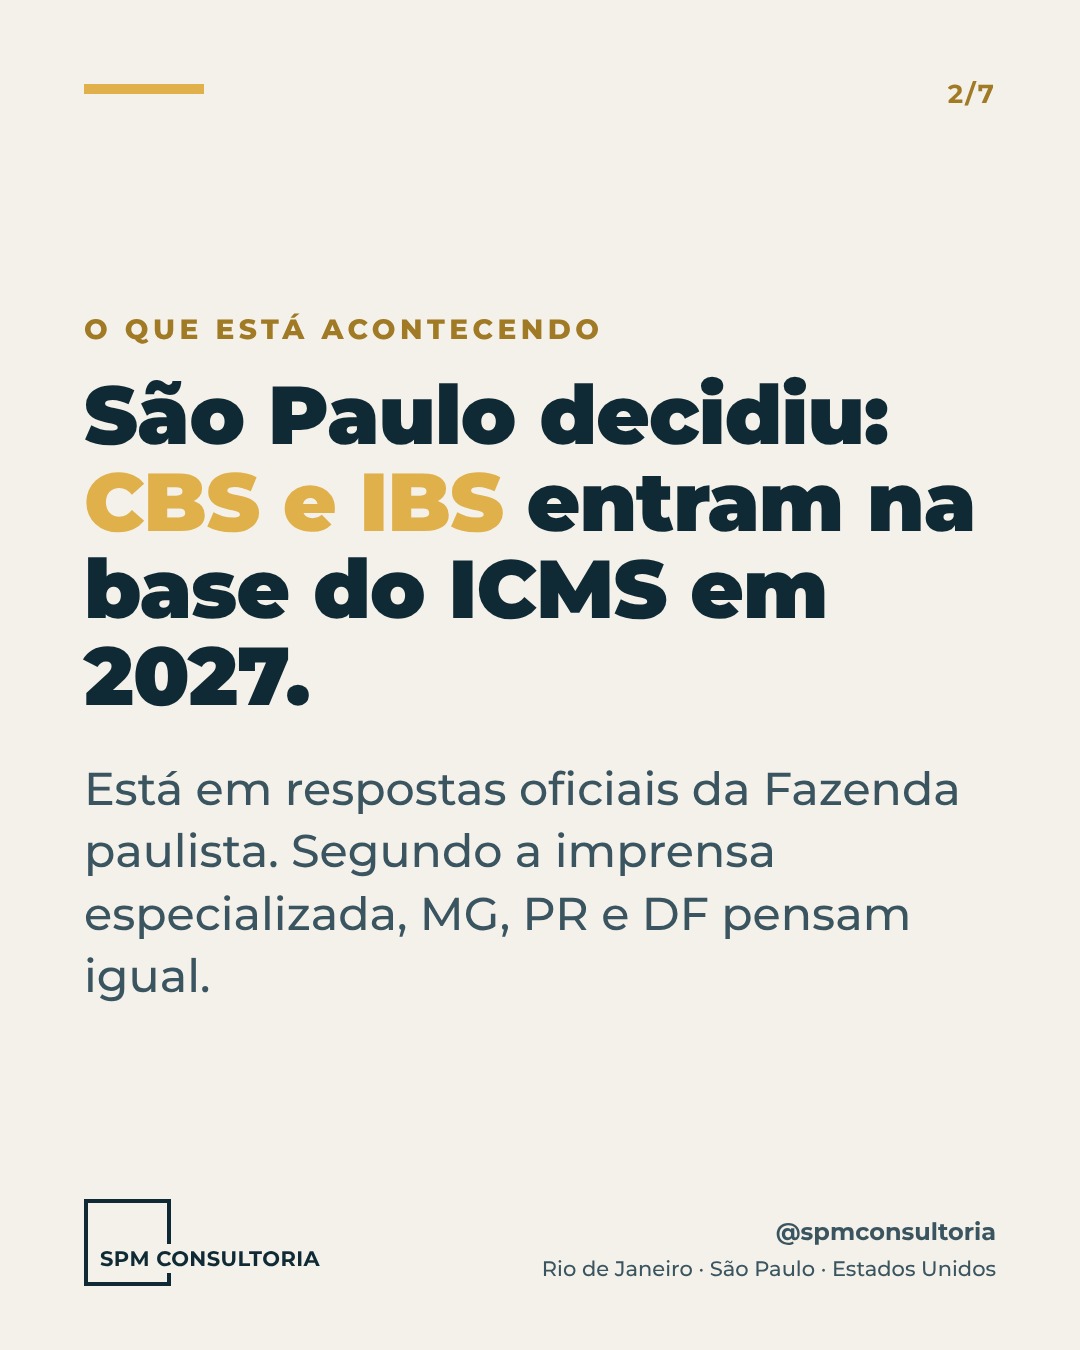 2/7
O QUE ESTÁ ACONTECENDO
São Paulo decidiu:
CBS e IBS entram na
base do ICMS em
2027.
Está em respostas oficiais da Fazenda
paulista. Segundo a imprensa
especializada, MG, PR e DF pensam
igual.
SPM CONSULTORIA
@spmconsultoria
Rio de Janeiro · São Paulo · Estados Unidos